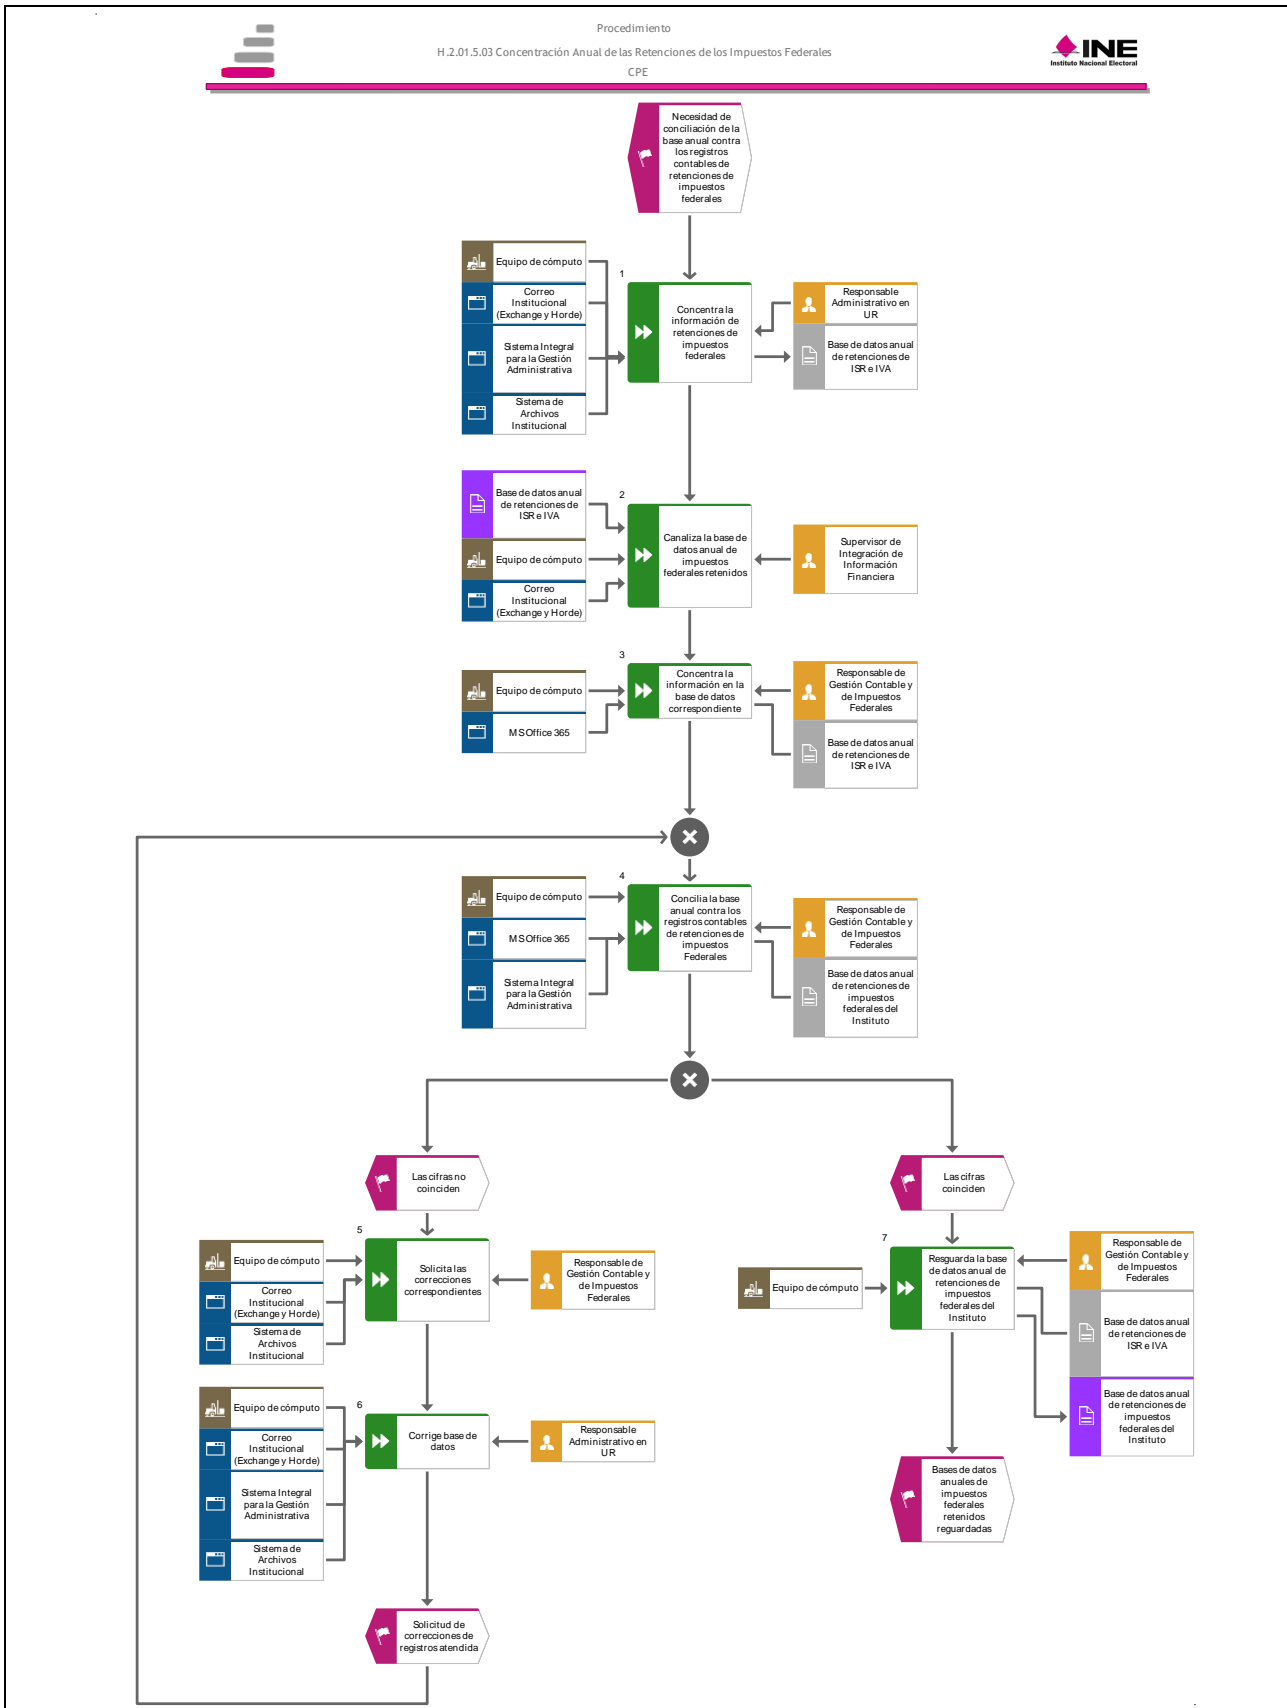 Procedimiento
H.2.01.5.03 Concentración Anual de las Retenciones de los Impuestos Federales
CPE
INE
Instituto Nacional Electoral
Necesidad de
conciliación de la
base anual contra
los registros
contables de
retenciones de
impuestos
federales
Equipo de cómputo
Correo
Institucional
(Exchange y Horde)
Sistema Integral
para la Gestión
Administrativa
Sistema de
Archivos
Institucional
1
Concentra la
información de
retenciones de
impuestos
federales
Responsable
Administrativo en
UR
Base de datos anual
de retenciones de
ISR e IVA
Base de datos anual
de retenciones de
ISR e IVA
Equipo de cómputo
Correo
Institucional
(Exchange y Horde)
2
Canaliza la base de
datos anual de
impuestos
federales retenidos
Supervisor de
Integración de
Información
Financiera
3
Equipo de cómputo
MS Office 365
Concentra la
información en la
base de datos
correspondiente
Responsable de
Gestión Contable y
de Impuestos
Federales
Base de datos anual
de retenciones de
ISR e IVA
4
Equipo de cómputo
MS Office 365
Sistema Integral
para la Gestión
Administrativa
Concilia la base
anual contra los
registros contables
de retenciones de
impuestos
Federales
Responsable de
Gestión Contable y
de Impuestos
Federales
Base de datos anual
de retenciones de
impuestos
federales del
Instituto
Las cifras no
coinciden
Las cifras
coinciden
5
Equipo de cómputo
Correo
Institucional
(Exchange y Horde)
Sistema de
Archivos
Institucional
Solicita las
correcciones
correspondientes
Responsable de
Gestión Contable y
de Impuestos
Federales
7
Equipo de cómputo
Resguarda la base
de datos anual de
retenciones de
impuestos
federales del
Instituto
Responsable de
Gestión Contable y
de Impuestos
Federales
Base de datos anual
de retenciones de
ISR e IVA
Base de datos anual
de retenciones de
impuestos
federales del
Instituto
6
Equipo de cómputo
Correo
Institucional
(Exchange y Horde)
Sistema Integral
para la Gestión
Administrativa
Sistema de
Archivos
Institucional
Corrige base de
datos
Responsable
Administrativo en
UR
Bases de datos
anuales de
impuestos
federales
retenidos
reguardadas
Solicitud de
correcciones de
registros atendida